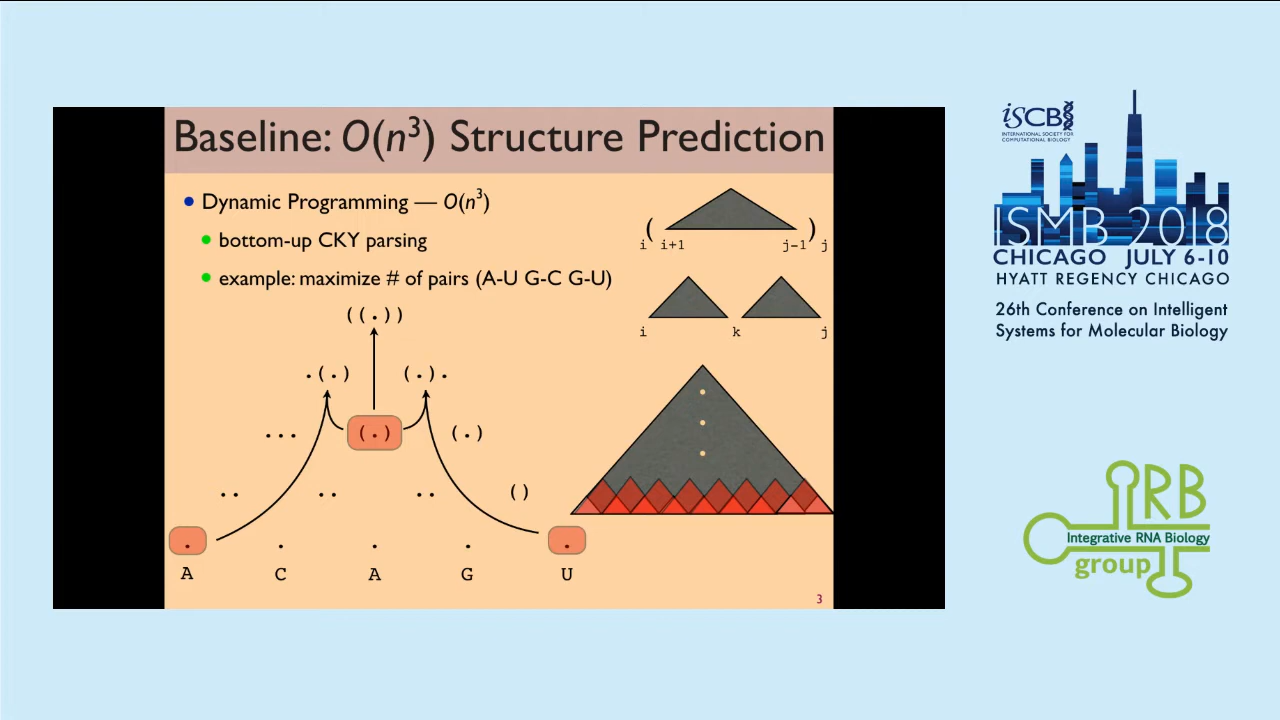 Baseline: O(n³) Structure Prediction
• Dynamic Programming — O(n³)
• bottom-up CKY parsing
• example: maximize # of pairs (A-U G-C G-U)
( )
i i+1 j-1 j
i k j
((.))
.(.) (.).
... (.) (.)
.. .. .. ()
. . . . .
A C A G U
3
iSCB
INTERNATIONAL SOCIETY FOR
COMPUTATIONAL BIOLOGY
ISMB 2018
CHICAGO JULY 6-10
HYATT REGENCY CHICAGO
26th Conference on Intelligent
Systems for Molecular Biology
iRB
Integrative RNA Biology
group